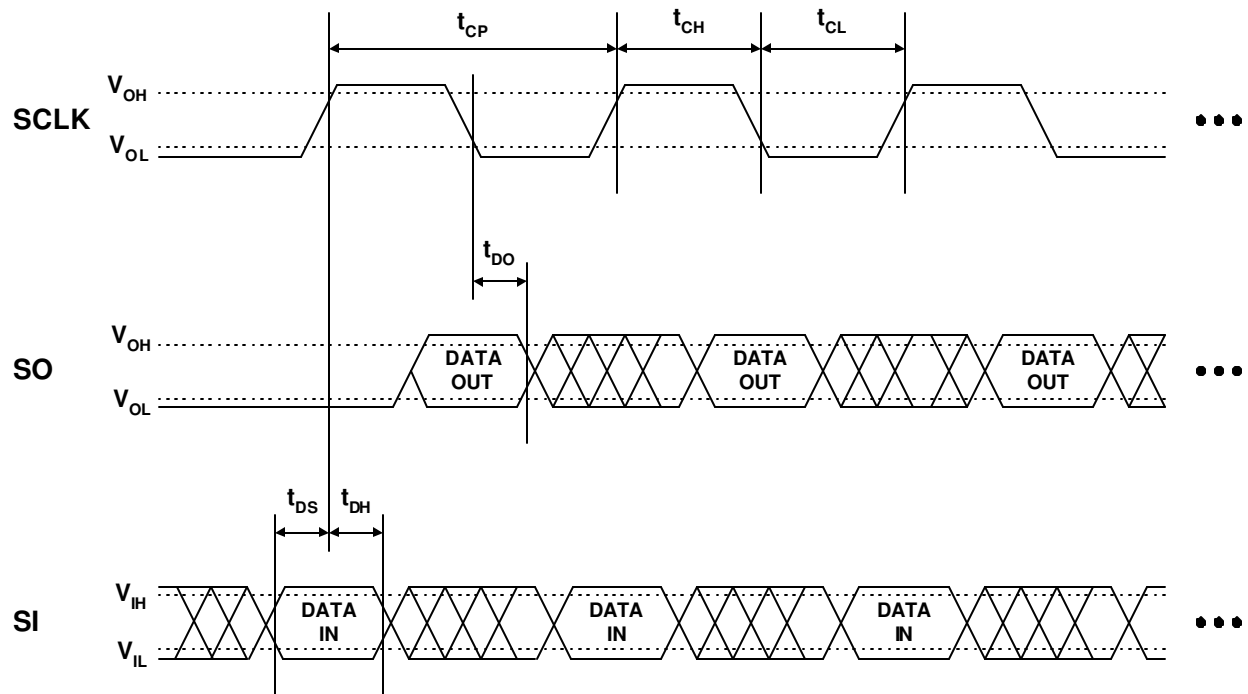 t_CP t_CH t_CL
V_OH
SCLK
V_OL
t_DO
V_OH
SO
V_OL
DATA OUT DATA OUT DATA OUT
t_DS t_DH
V_IH
SI
V_IL
DATA IN DATA IN DATA IN